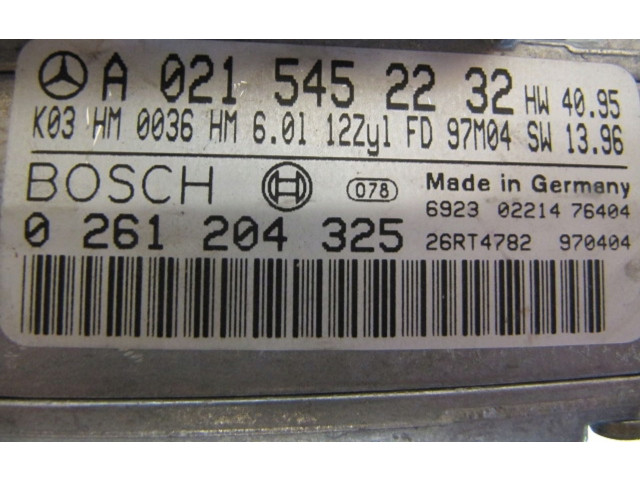 A 021 545 22 32 HW 40.95
K03 HM 0036 HM 6.0l 12Zyl FD 97M04 SW 13.96
BOSCH 078 Made in Germany
6923 02214 76404
0 261 204 325 26RT4782 970404